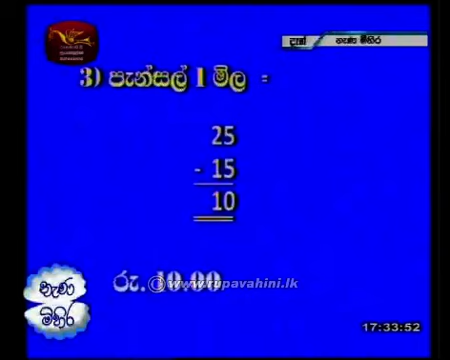 දැන්
නැණ මිහිර
3) පැන්සල් 1 මිල =
25
- 15
10
රු. 10.00
© www.rupavahini.lk
නැණ
මිහිර
17:33:52